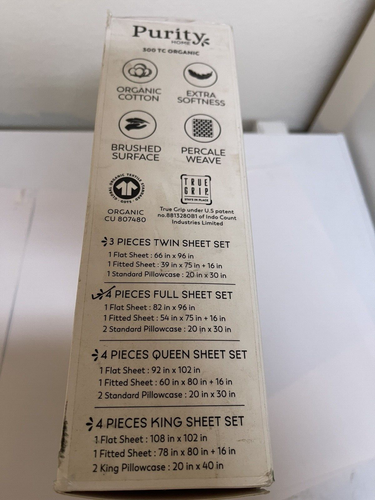 Purity
HOME
300 TC ORGANIC
ORGANIC
COTTON
EXTRA
SOFTNESS
BRUSHED
SURFACE
PERCALE
WEAVE
ORGANIC
CU 807480
TRUE
GRIP
True Grip under U.S patent
no.8813280B1 of Indo Count
Industries Limited
3 PIECES TWIN SHEET SET
1 Flat Sheet : 66 in x 96 in
1 Fitted Sheet : 39 in x 75 in + 16 in
1 Standard Pillowcase : 20 in x 30 in
4 PIECES FULL SHEET SET
1 Flat Sheet : 82 in x 96 in
1 Fitted Sheet : 54 in x 75 in + 16 in
2 Standard Pillowcase : 20 in x 30 in
4 PIECES QUEEN SHEET SET
1 Flat Sheet : 92 in x 102 in
1 Fitted Sheet : 60 in x 80 in + 16 in
2 Standard Pillowcase : 20 in x 30 in
4 PIECES KING SHEET SET
1 Flat Sheet : 108 in x 102 in
1 Fitted Sheet : 78 in x 80 in + 16 in
2 King Pillowcase : 20 in x 40 in